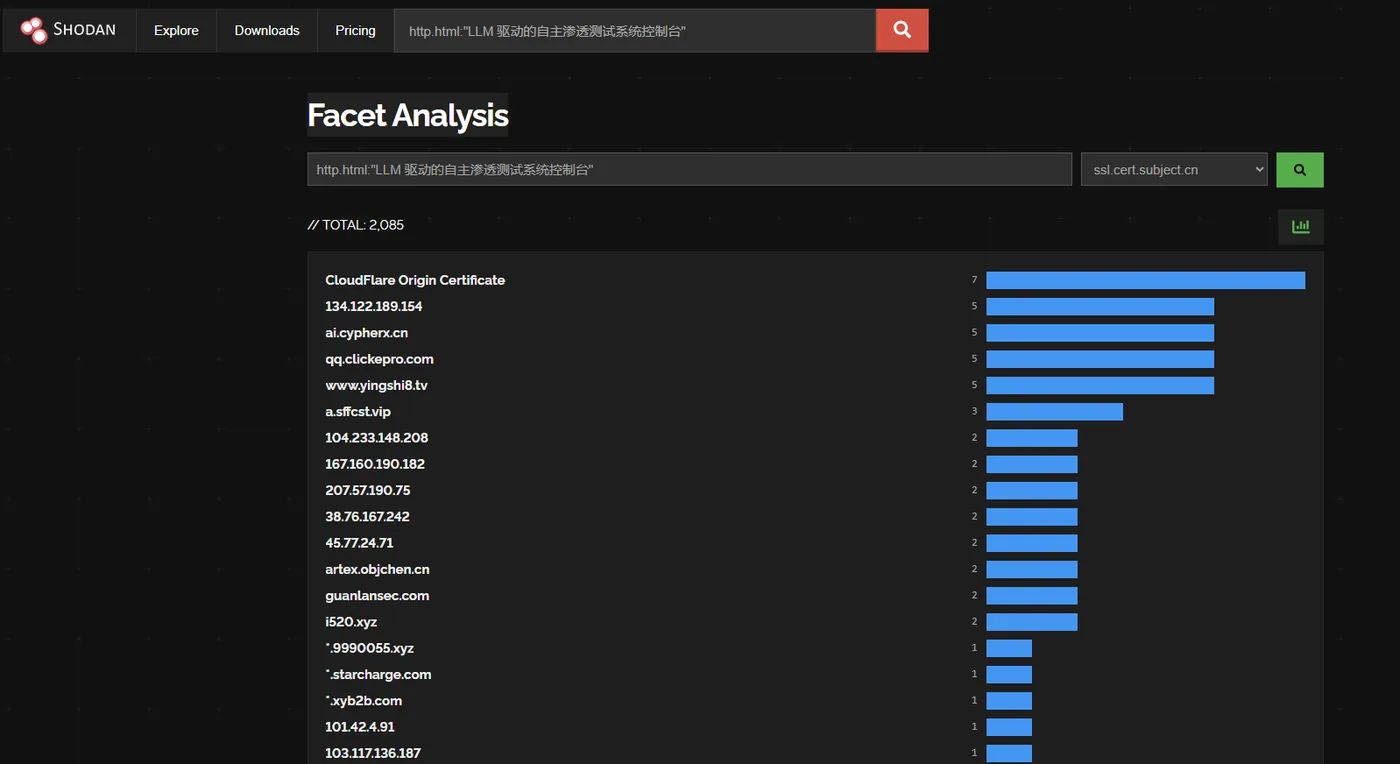 SHODAN Explore Downloads Pricing http.html:"LLM 驱动的自主渗透测试系统控制台"
Facet Analysis
http.html:"LLM 驱动的自主渗透测试系统控制台" ssl.cert.subject.cn
// TOTAL: 2,085
CloudFlare Origin Certificate 7
134.122.189.154 5
ai.cypherx.cn 5
qq.clickepro.com 5
www.yingshi8.tv 5
a.sffcst.vip 3
104.233.148.208 2
167.160.190.182 2
207.57.190.75 2
38.76.167.242 2
45.77.24.71 2
artex.objchen.cn 2
guanlansec.com 2
i520.xyz 2
*.9990055.xyz 1
*.starcharge.com 1
*.xyb2b.com 1
101.42.4.91 1
103.117.136.187 1